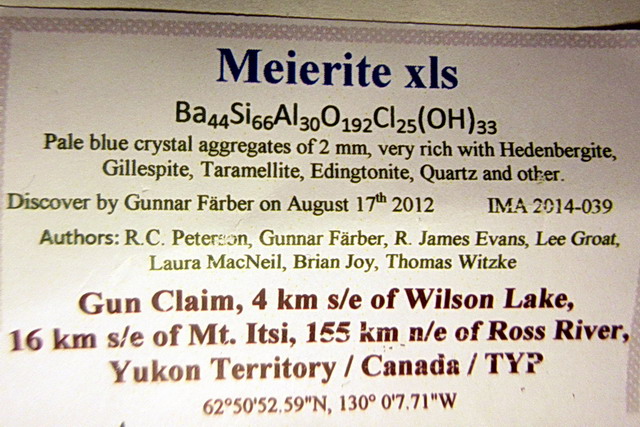 Meierite xls
Ba₄₄Si₆₆Al₃₀O₁₉₂Cl₂₅(OH)₃₃
Pale blue crystal aggregates of 2 mm, very rich with Hedenbergite,
Gillespite, Taramellite, Edingtonite, Quartz and other.
Discover by Gunnar Färber on August 17th 2012 IMA 2014-039
Authors: R.C. Peterson, Gunnar Färber, R. James Evans, Lee Groat,
Laura MacNeil, Brian Joy, Thomas Witzke
Gun Claim, 4 km s/e of Wilson Lake,
16 km s/e of Mt. Itsi, 155 km n/e of Ross River,
Yukon Territory / Canada / TYP
62°50'52.59"N, 130° 0'7.71"W